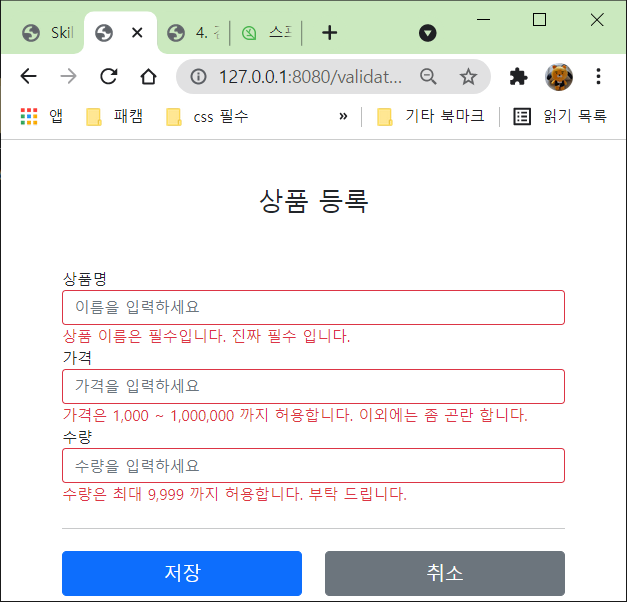 Skil
4.
스프
127.0.0.1:8080/validat...
앱 패캠 css 필수 » 기타 북마크 읽기 목록
상품 등록
상품명
이름을 입력하세요
상품 이름은 필수입니다. 진짜 필수 입니다.
가격
가격을 입력하세요
가격은 1,000 ~ 1,000,000 까지 허용합니다. 이외에는 좀 곤란 합니다.
수량
수량을 입력하세요
수량은 최대 9,999 까지 허용합니다. 부탁 드립니다.
저장 취소